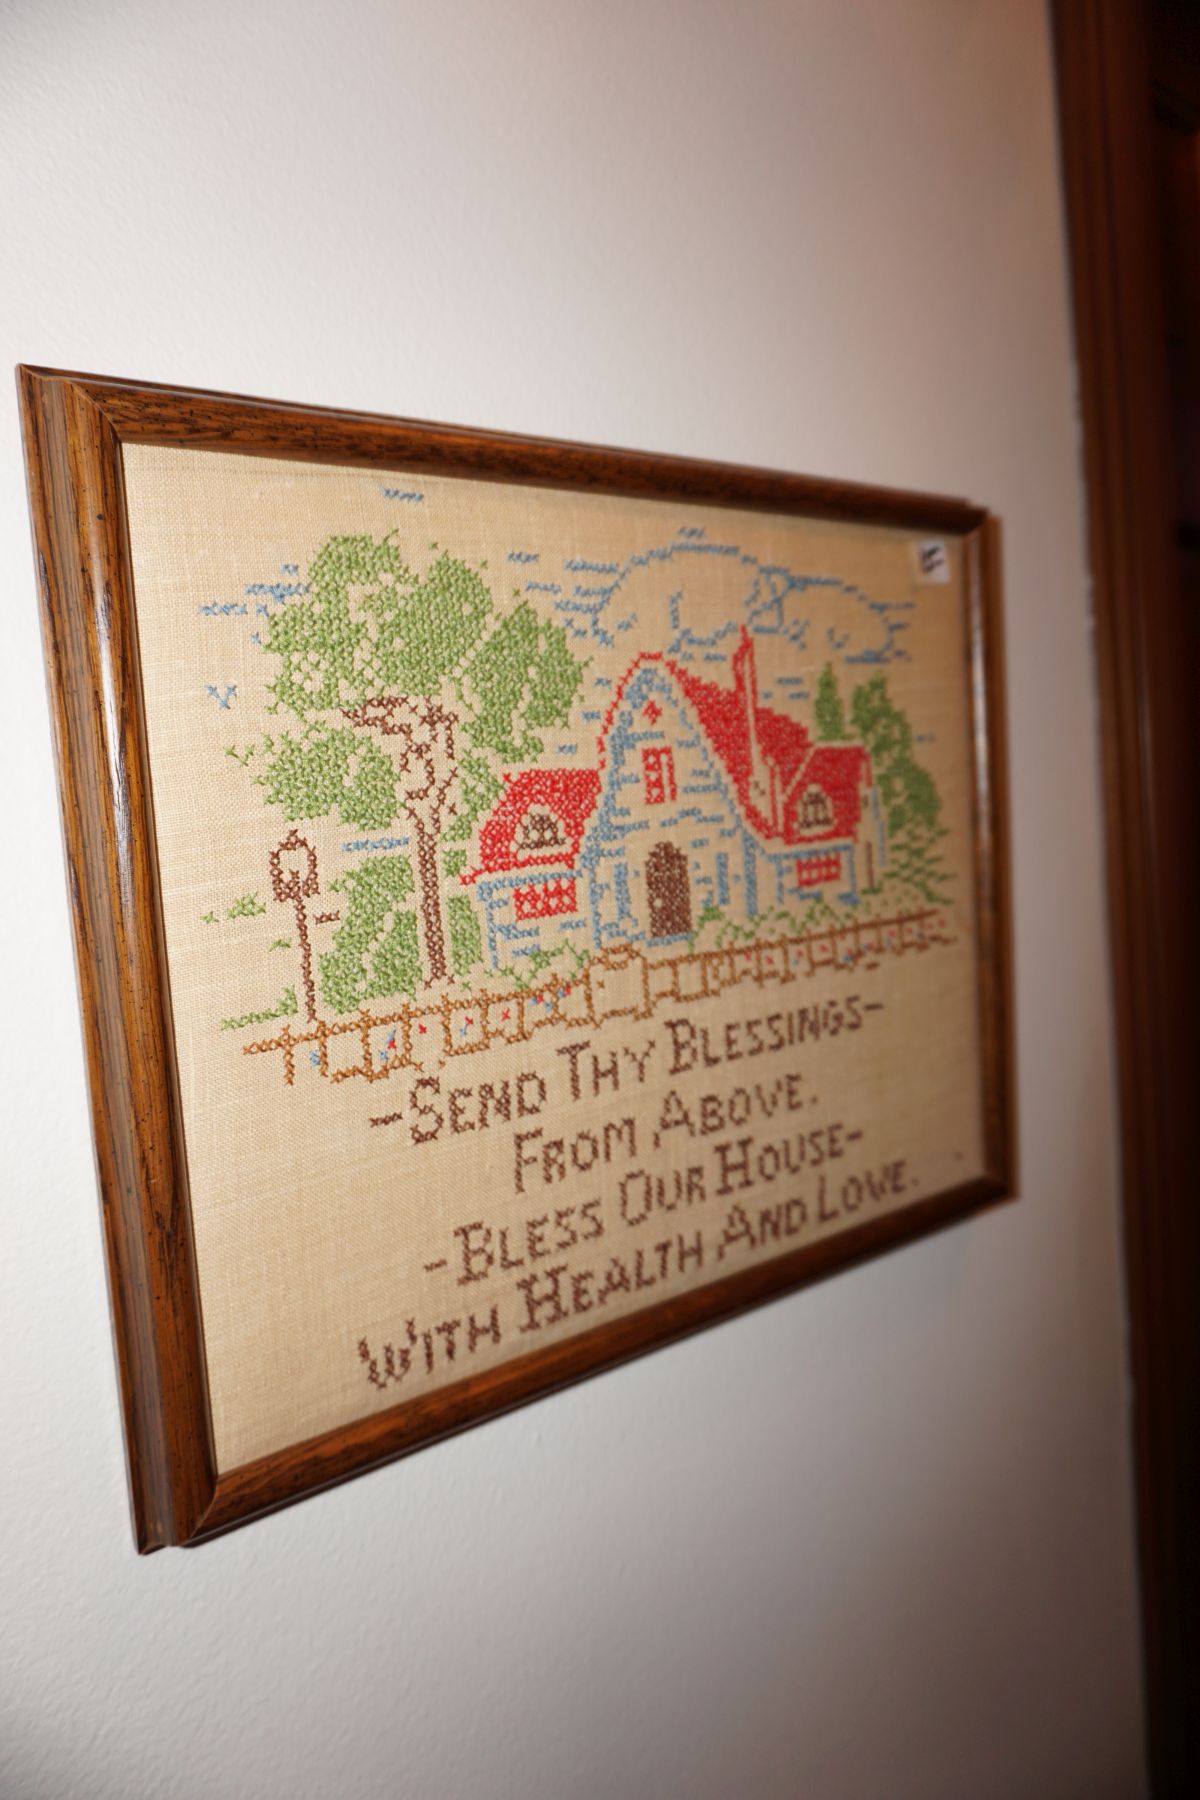 -SEND THY BLESSINGS-
FROM ABOVE.
-BLESS OUR HOUSE-
WITH HEALTH AND LOVE.